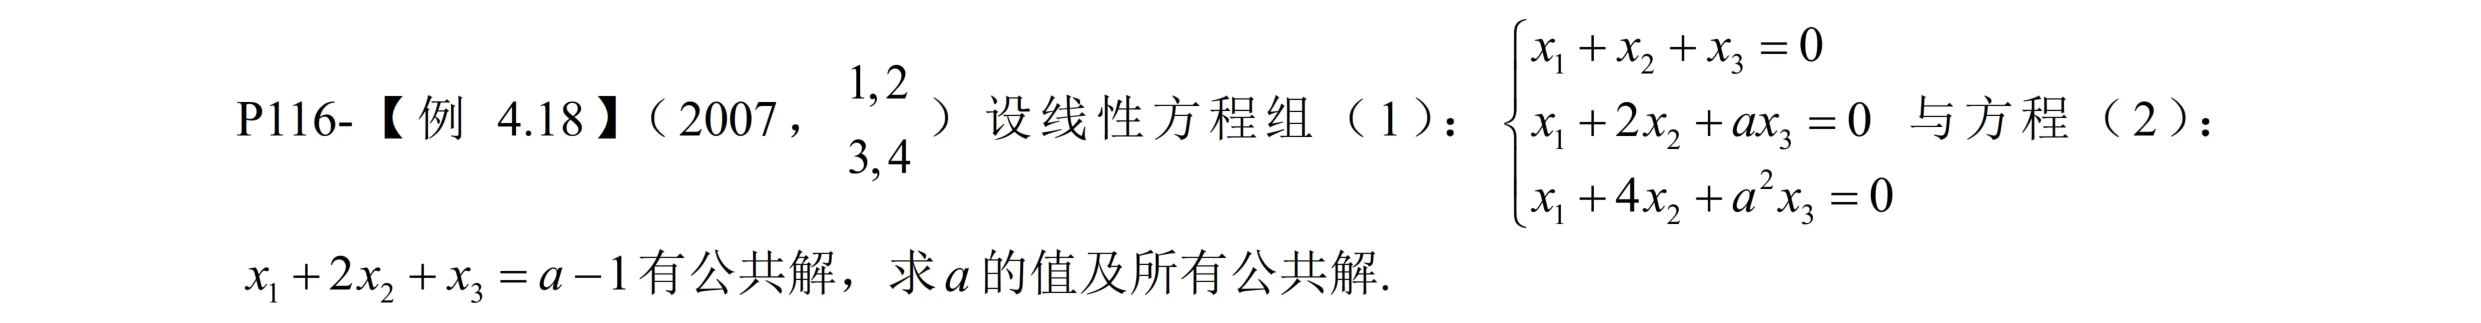 P116-【例 4.18】(2007，1,2 3,4) 设线性方程组（1）：{x₁+x₂+x₃=0 x₁+2x₂+ax₃=0 x₁+4x₂+a²x₃=0 与方程（2）：
x₁+2x₂+x₃=a−1有公共解，求a的值及所有公共解.